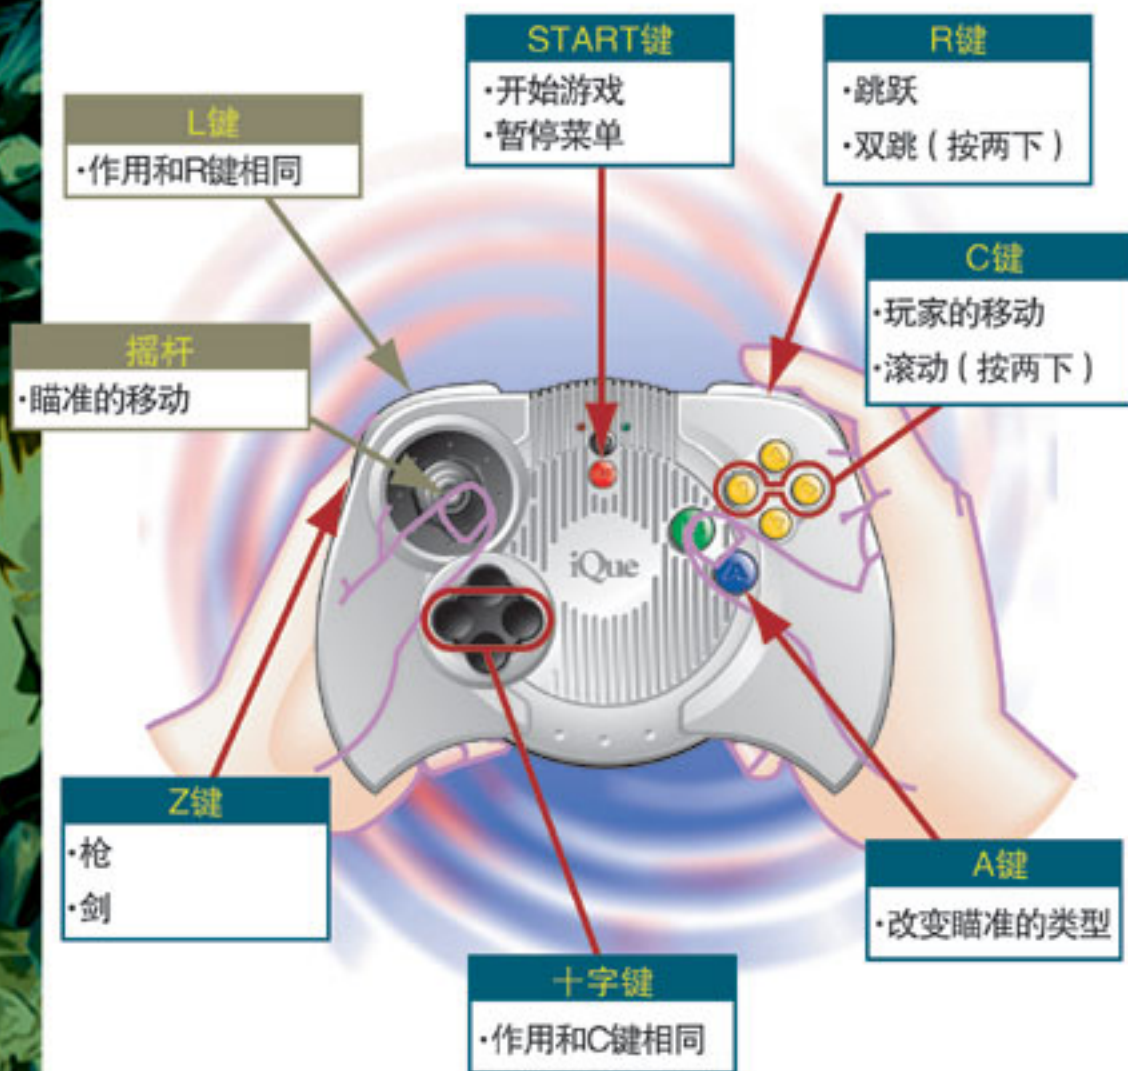 START键
·开始游戏
·暂停菜单
R键
·跳跃
·双跳（按两下）
L键
·作用和R键相同
C键
·玩家的移动
·滚动（按两下）
摇杆
·瞄准的移动
iQue
A
Z键
·枪
·剑
A键
·改变瞄准的类型
十字键
·作用和C键相同